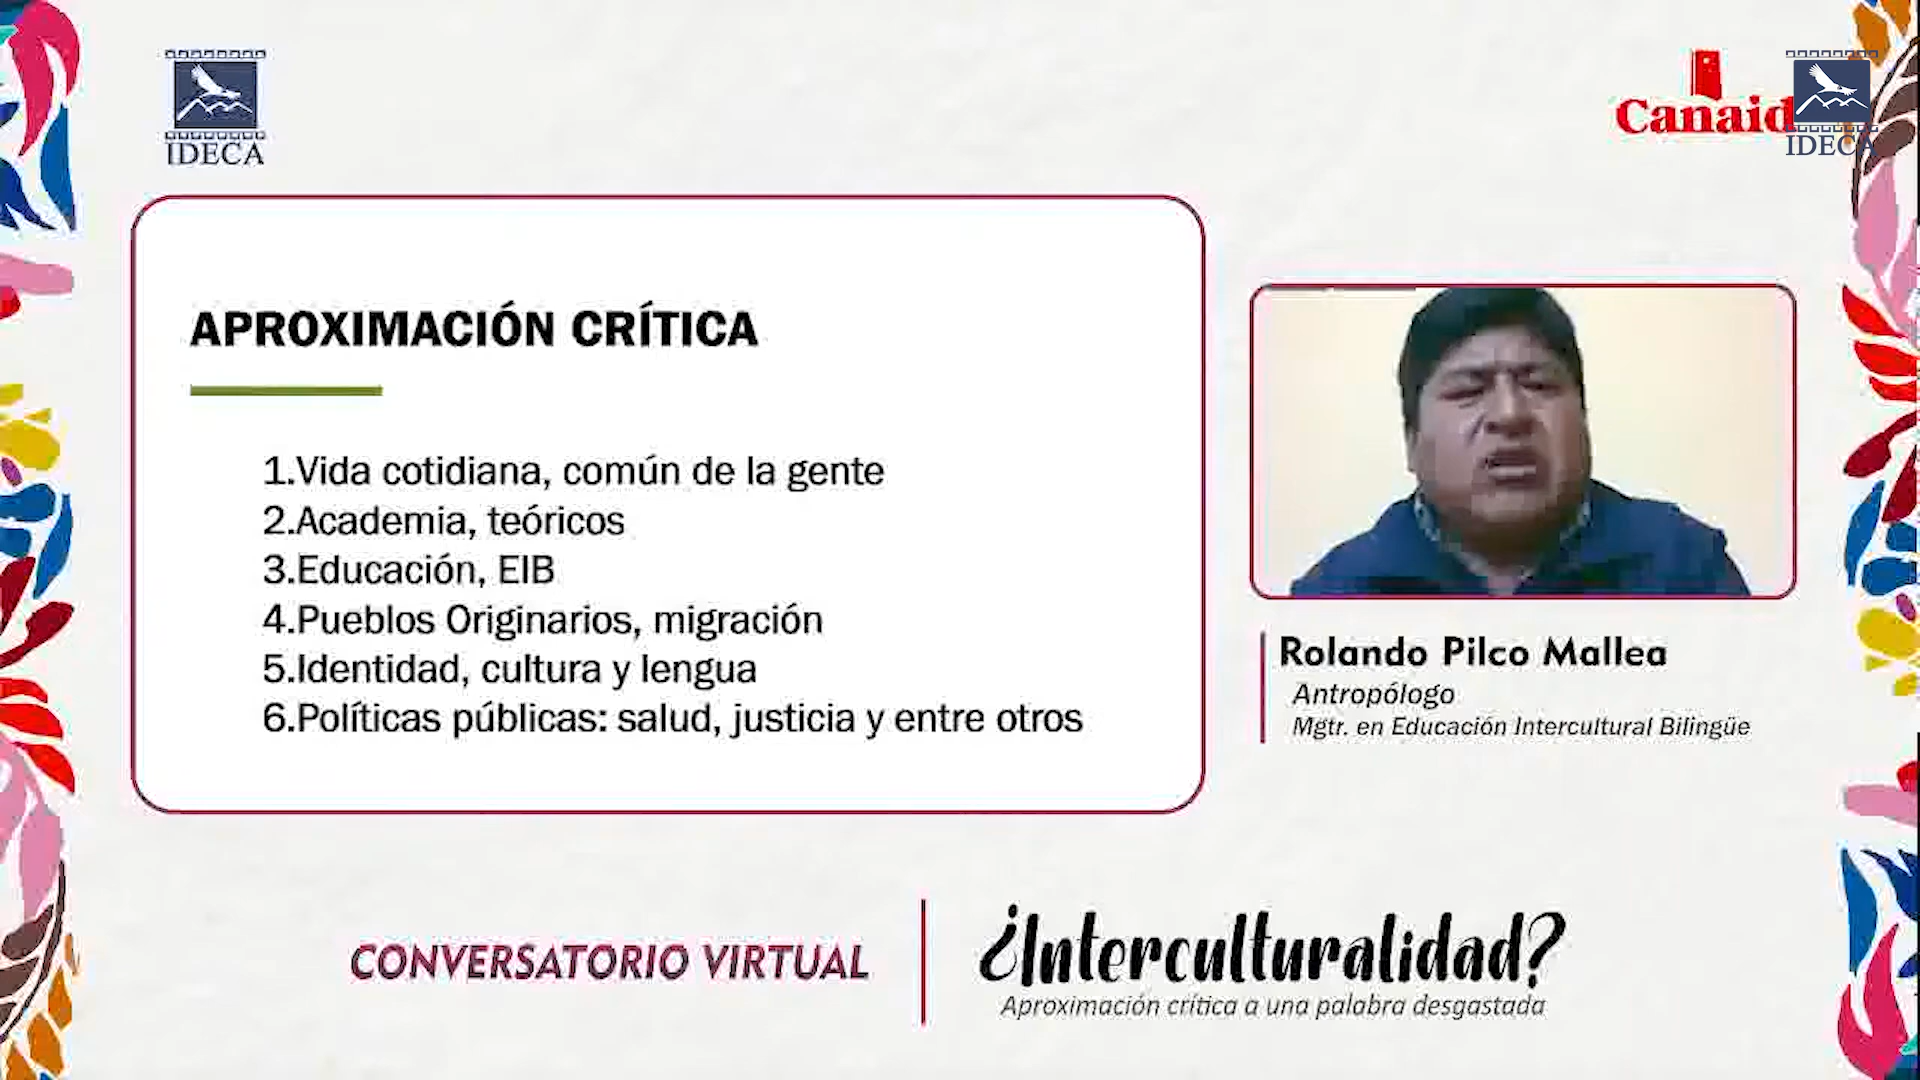 IDECA
Canaid
IDECA
APROXIMACIÓN CRÍTICA
1.Vida cotidiana, común de la gente
2.Academia, teóricos
3.Educación, EIB
4.Pueblos Originarios, migración
5.Identidad, cultura y lengua
6.Políticas públicas: salud, justicia y entre otros
Rolando Pilco Mallea
Antropólogo
Mgtr. en Educación Intercultural Bilingüe
CONVERSATORIO VIRTUAL
¿Interculturalidad?
Aproximación crítica a una palabra desgastada